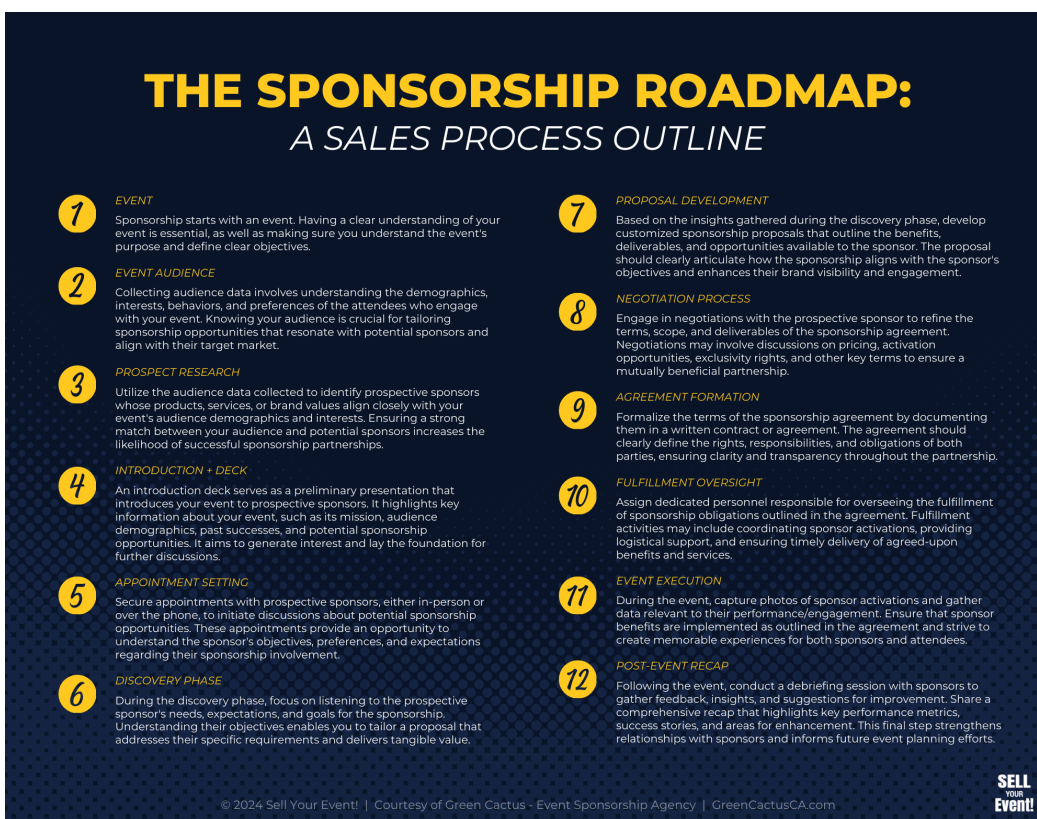 THE SPONSORSHIP ROADMAP:
A SALES PROCESS OUTLINE
1
EVENT
Sponsorship starts with an event. Having a clear understanding of your
event is essential, as well as making sure you understand the event's
purpose and define clear objectives.
2
EVENT AUDIENCE
Collecting audience data involves understanding the demographics,
interests, behaviors, and preferences of the attendees who engage
with your event. Knowing your audience is crucial for tailoring
sponsorship opportunities that resonate with potential sponsors and
align with their target market.
3
PROSPECT RESEARCH
Utilize the audience data collected to identify prospective sponsors
whose products, services, or brand values align closely with your
event's audience demographics and interests. Ensuring a strong
match between your audience and potential sponsors increases the
likelihood of successful sponsorship partnerships.
4
INTRODUCTION + DECK
An introduction deck serves as a preliminary presentation that
introduces your event to prospective sponsors. It highlights key
information about your event, such as its mission, audience
demographics, past successes, and potential sponsorship
opportunities. It aims to generate interest and lay the foundation for
further discussions.
5
APPOINTMENT SETTING
Secure appointments with prospective sponsors, either in-person or
over the phone, to initiate discussions about potential sponsorship
opportunities. These appointments provide an opportunity to
understand the sponsor's objectives, preferences, and expectations
regarding their sponsorship involvement.
6
DISCOVERY PHASE
During the discovery phase, focus on listening to the prospective
sponsor's needs, expectations, and goals for the sponsorship.
Understanding their objectives enables you to tailor a proposal that
addresses their specific requirements and delivers tangible value.
7
PROPOSAL DEVELOPMENT
Based on the insights gathered during the discovery phase, develop
customized sponsorship proposals that outline the benefits,
deliverables, and opportunities available to the sponsor. The proposal
should clearly articulate how the sponsorship aligns with the sponsor's
objectives and enhances their brand visibility and engagement.
8
NEGOTIATION PROCESS
Engage in negotiations with the prospective sponsor to refine the
terms, scope, and deliverables of the sponsorship agreement.
Negotiations may involve discussions on pricing, activation
opportunities, exclusivity rights, and other key terms to ensure a
mutually beneficial partnership.
9
AGREEMENT FORMATION
Formalize the terms of the sponsorship agreement by documenting
them in a written contract or agreement. The agreement should
clearly define the rights, responsibilities, and obligations of both
parties, ensuring clarity and transparency throughout the partnership.
10
FULFILLMENT OVERSIGHT
Assign dedicated personnel responsible for overseeing the fulfillment
of sponsorship obligations outlined in the agreement. Fulfillment
activities may include coordinating sponsor activations, providing
logistical support, and ensuring timely delivery of agreed-upon
benefits and services.
11
EVENT EXECUTION
During the event, capture photos of sponsor activations and gather
data relevant to their performance/engagement. Ensure that sponsor
benefits are implemented as outlined in the agreement and strive to
create memorable experiences for both sponsors and attendees.
12
POST-EVENT RECAP
Following the event, conduct a debriefing session with sponsors to
gather feedback, insights, and suggestions for improvement. Share a
comprehensive recap that highlights key performance metrics,
success stories, and areas for enhancement. This final step strengthens
relationships with sponsors and informs future event planning efforts.
© 2024 Sell Your Event! | Courtesy of Green Cactus - Event Sponsorship Agency | GreenCactusCA.com
SELL
YOUR
Event!